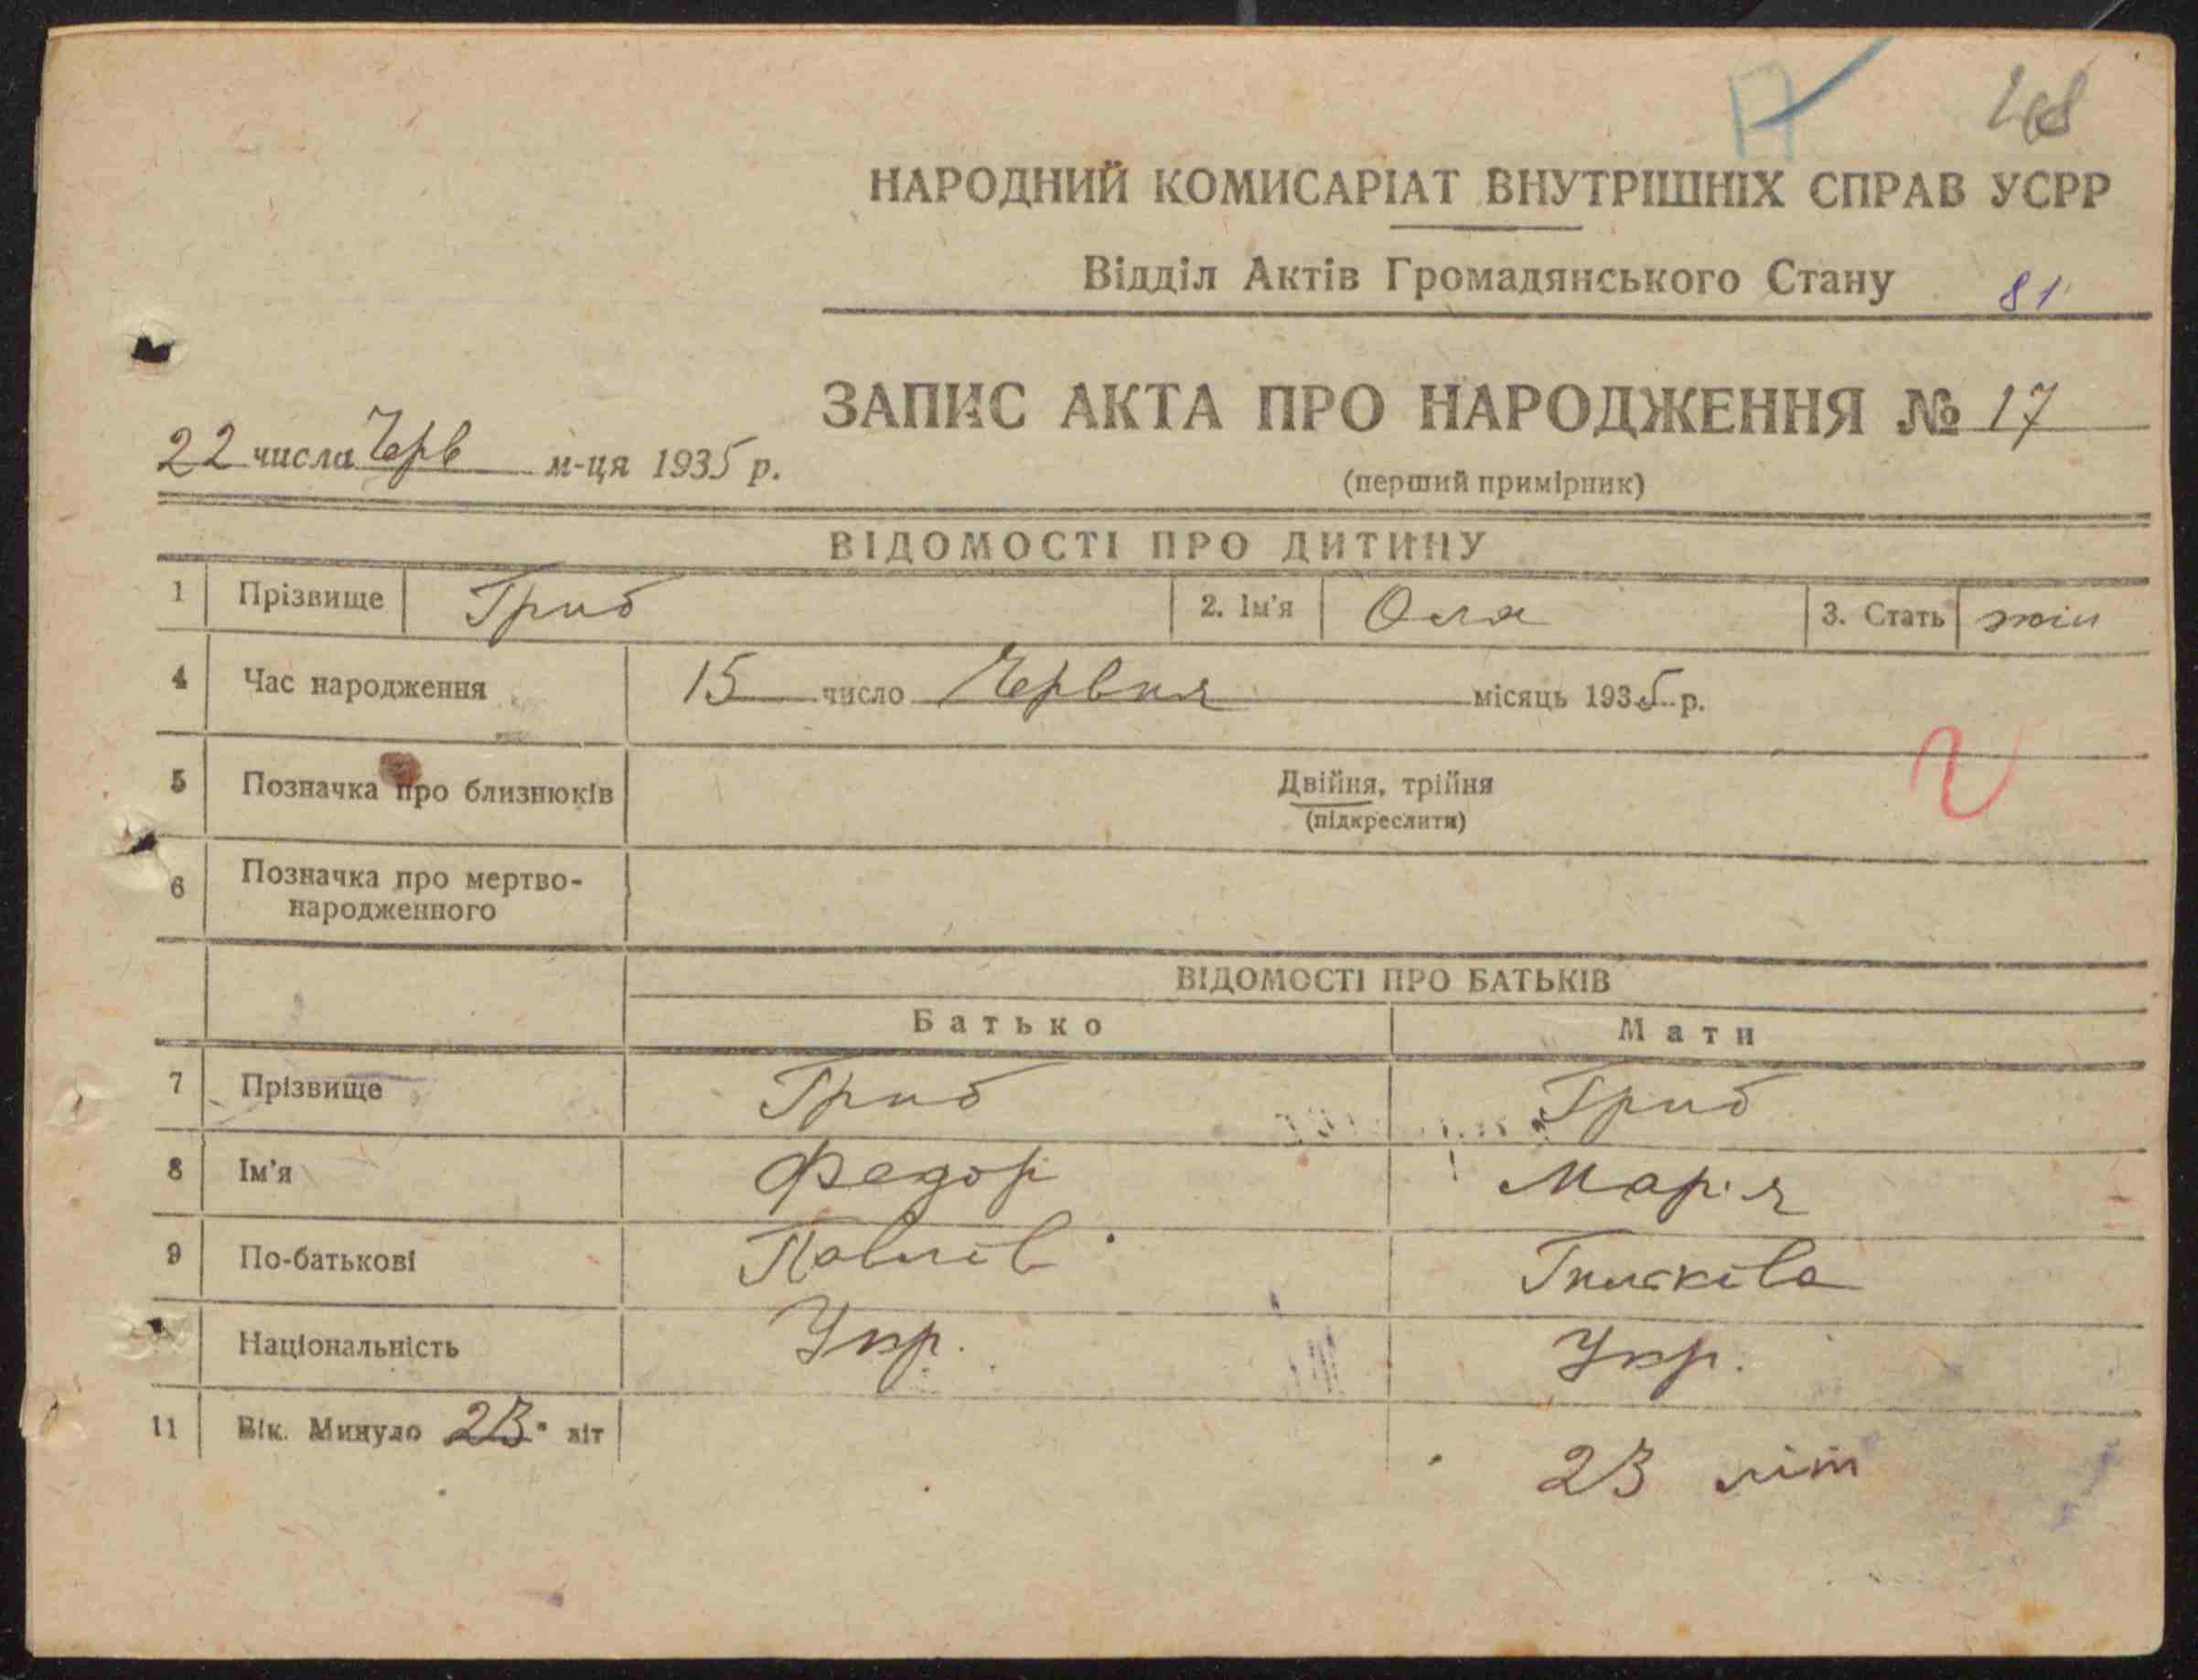 48
НАРОДНИЙ КОМИСАРІАТ ВНУТРІШНІХ СПРАВ УСРР
Відділ Актів Громадянського Стану 81
ЗАПИС АКТА ПРО НАРОДЖЕННЯ № 17
22 числа Черв м-ця 1935 р.
(перший примірник)
ВІДОМОСТІ ПРО ДИТИНУ
1 Прізвище Гриб 2. Ім'я Оля 3. Стать жін
4 Час народження 15 число Червня місяць 1935 р.
5 Позначка про близнюків Двійня, трійня
(підкреслити)
6 Позначка про мертво-
народженного
ВІДОМОСТІ ПРО БАТЬКІВ
Батько Мати
7 Прізвище Гриб Гриб
8 Ім'я Федор Марія
9 По-батькові Павлів
Національність Укр. Укр.
11 Вік. Минуло 23 літ 23 літ